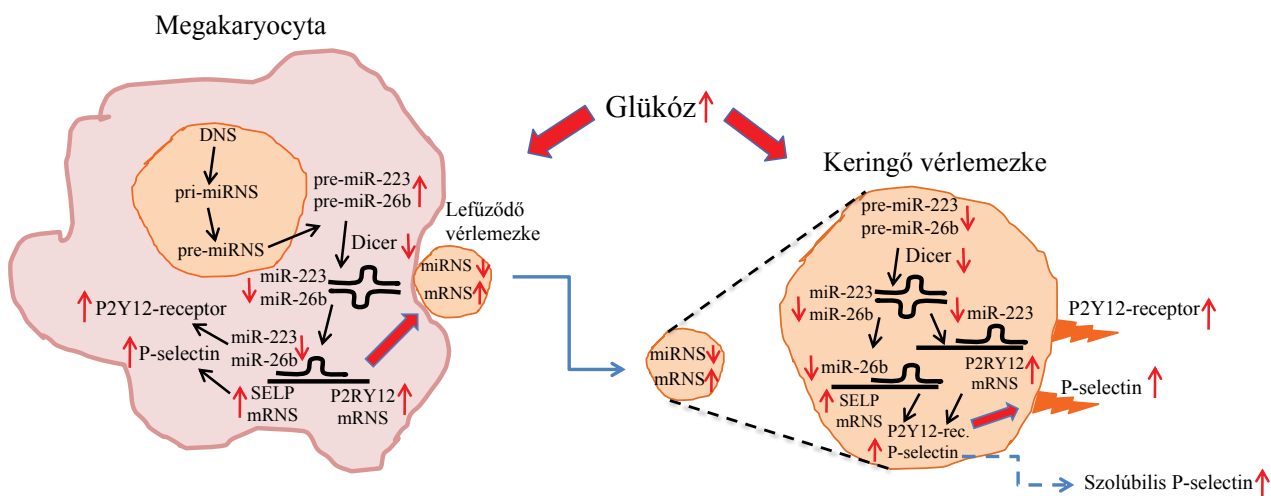 Megakaryocyta
Glükóz
DNS
pri-miRNS
pre-miRNS
pre-miR-223
pre-miR-26b
Dicer
miR-223
miR-26b
Lefűződő
vérlemezke
miRNS
mRNS
P2Y12-receptor
P-selectin
miR-223
miR-26b
SELP
mRNS
P2RY12
mRNS
miRNS
mRNS
Keringő vérlemezke
pre-miR-223
pre-miR-26b
Dicer
miR-223
miR-26b
miR-223
P2RY12
mRNS
miR-26b
SELP
mRNS
P2Y12-rec.
P-selectin
P2Y12-receptor
P-selectin
Szolúbilis P-selectin